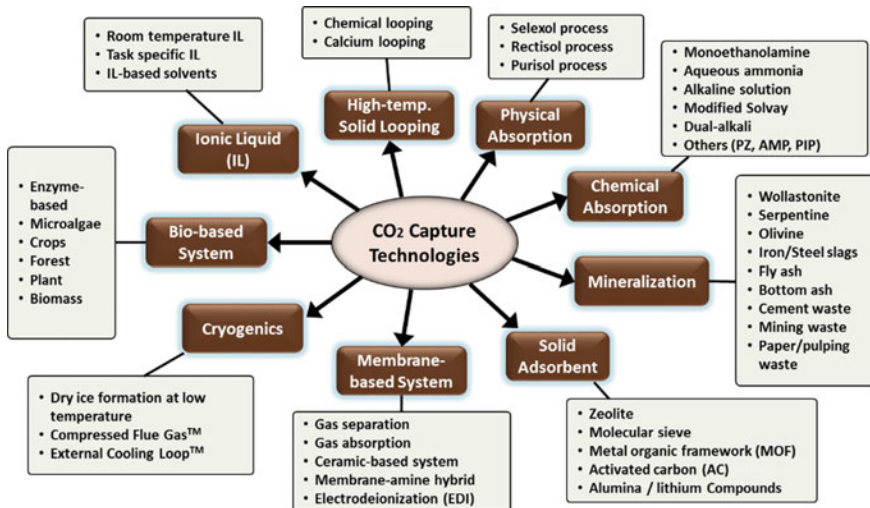 • Room temperature IL
• Task specific IL
• IL-based solvents
Ionic Liquid
(IL)
• Chemical looping
• Calcium looping
High-temp.
Solid Looping
• Selexol process
• Rectisol process
• Purisol process
Physical
Absorption
• Monoethanolamine
• Aqueous ammonia
• Alkaline solution
• Modified Solvay
• Dual-alkali
• Others (PZ, AMP, PIP)
Chemical
Absorption
• Enzyme-
based
• Microalgae
• Crops
• Forest
• Plant
• Biomass
Bio-based
System
CO₂ Capture
Technologies
Mineralization
• Wollastonite
• Serpentine
• Olivine
• Iron/Steel slags
• Fly ash
• Bottom ash
• Cement waste
• Mining waste
• Paper/pulping
waste
Cryogenics
• Dry ice formation at low
temperature
• Compressed Flue Gas™
• External Cooling Loop™
Membrane-
based System
• Gas separation
• Gas absorption
• Ceramic-based system
• Membrane-amine hybrid
• Electrodeionization (EDI)
Solid
Adsorbent
• Zeolite
• Molecular sieve
• Metal organic framework (MOF)
• Activated carbon (AC)
• Alumina / lithium Compounds